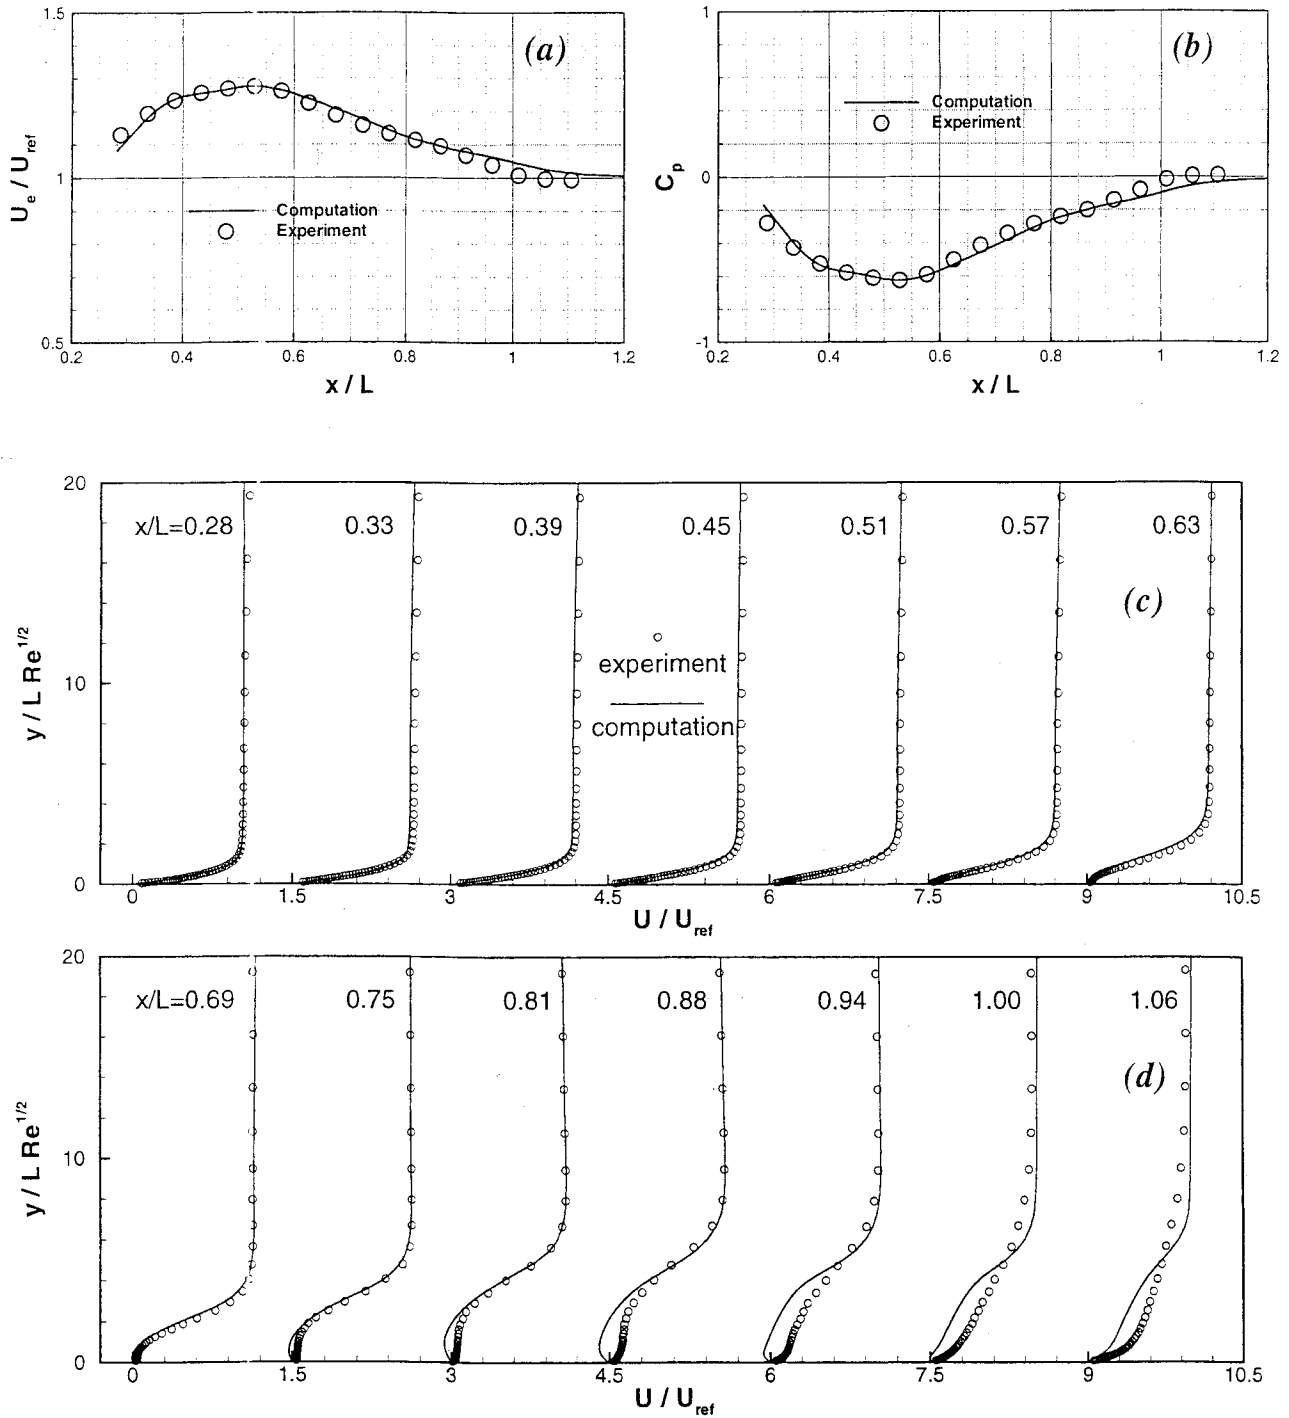 1.5
(a)
U_e / U_ref
1
Computation
Experiment
0.5
0.2 0.4 0.6 0.8 1 1.2
x / L
1
(b)
Computation
Experiment
C_p
0
-1
0.2 0.4 0.6 0.8 1 1.2
x / L
20
x/L=0.28 0.33 0.39 0.45 0.51 0.57 0.63
(c)
experiment
computation
y / L Re^1/2
10
0
0 1.5 3 4.5 6 7.5 9 10.5
U / U_ref
20
x/L=0.69 0.75 0.81 0.88 0.94 1.00 1.06
(d)
y / L Re^1/2
10
0
0 1.5 3 4.5 6 7.5 9 10.5
U / U_ref